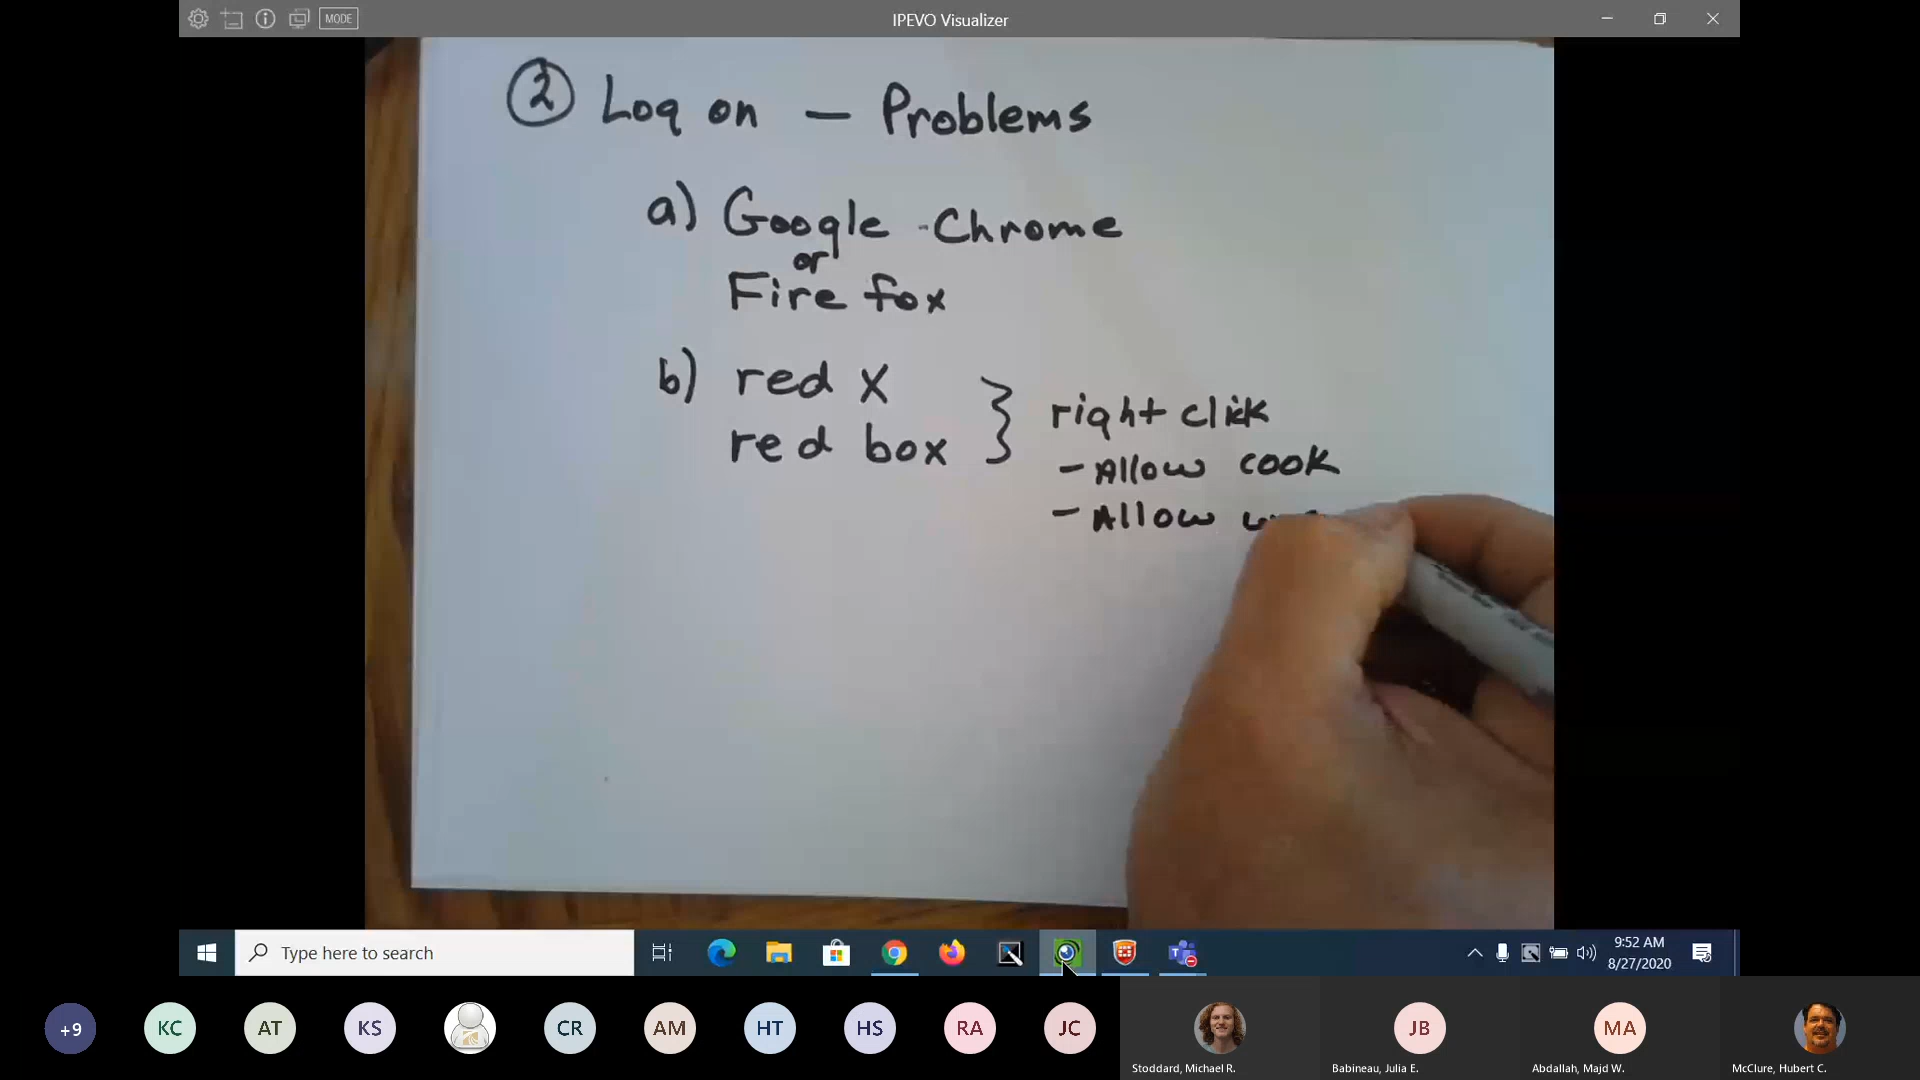 MODE
IPEVO Visualizer
2 Log on — Problems
a) Google - Chrome
or
Fire fox
b) red X
red box
} right click
- Allow cook
- Allow
Type here to search
9:52 AM
8/27/2020
+9
KC
AT
KS
CR
AM
HT
HS
RA
JC
JB
MA
Stoddard, Michael R.
Babineau, Julia E.
Abdallah, Majd W.
McClure, Hubert C.